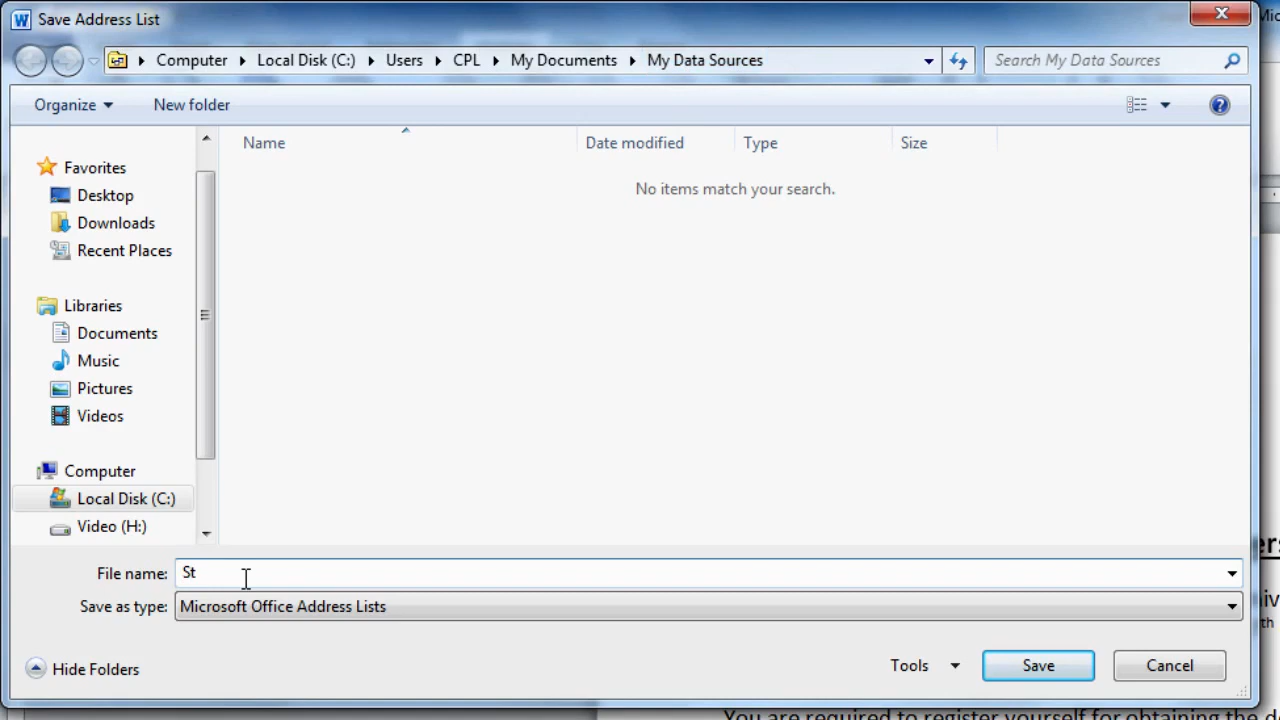 Save Address List
Computer Local Disk (C:) Users CPL My Documents My Data Sources Search My Data Sources
Organize New folder
Name Date modified Type Size
No items match your search.
Favorites
Desktop
Downloads
Recent Places
Libraries
Documents
Music
Pictures
Videos
Computer
Local Disk (C:)
Video (H:)
File name: St
Save as type: Microsoft Office Address Lists
Hide Folders Tools Save Cancel
th
You are required to register yourself for obtaining the d